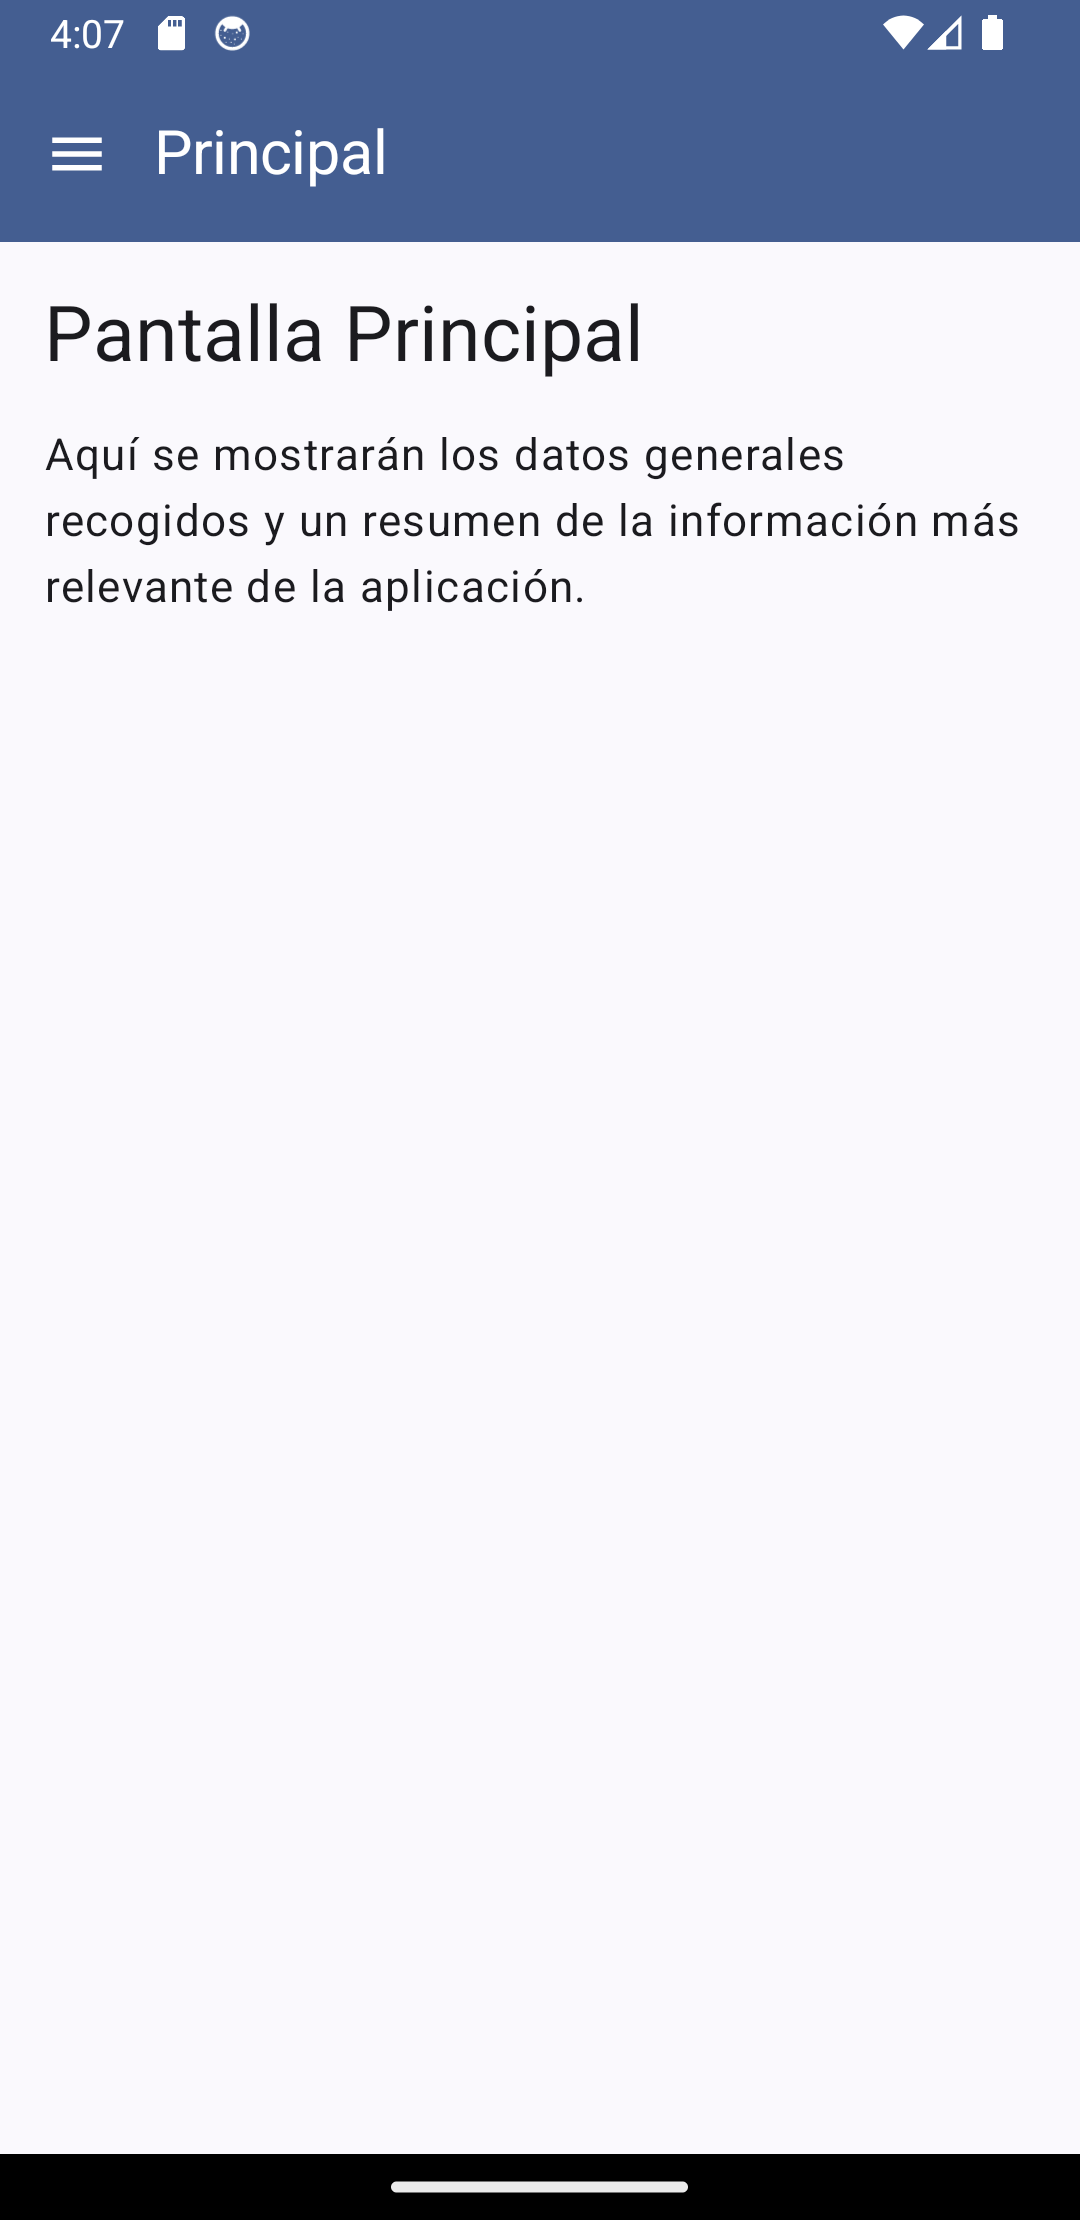 4:07
Principal
Pantalla Principal
Aquí se mostrarán los datos generales
recogidos y un resumen de la información más
relevante de la aplicación.